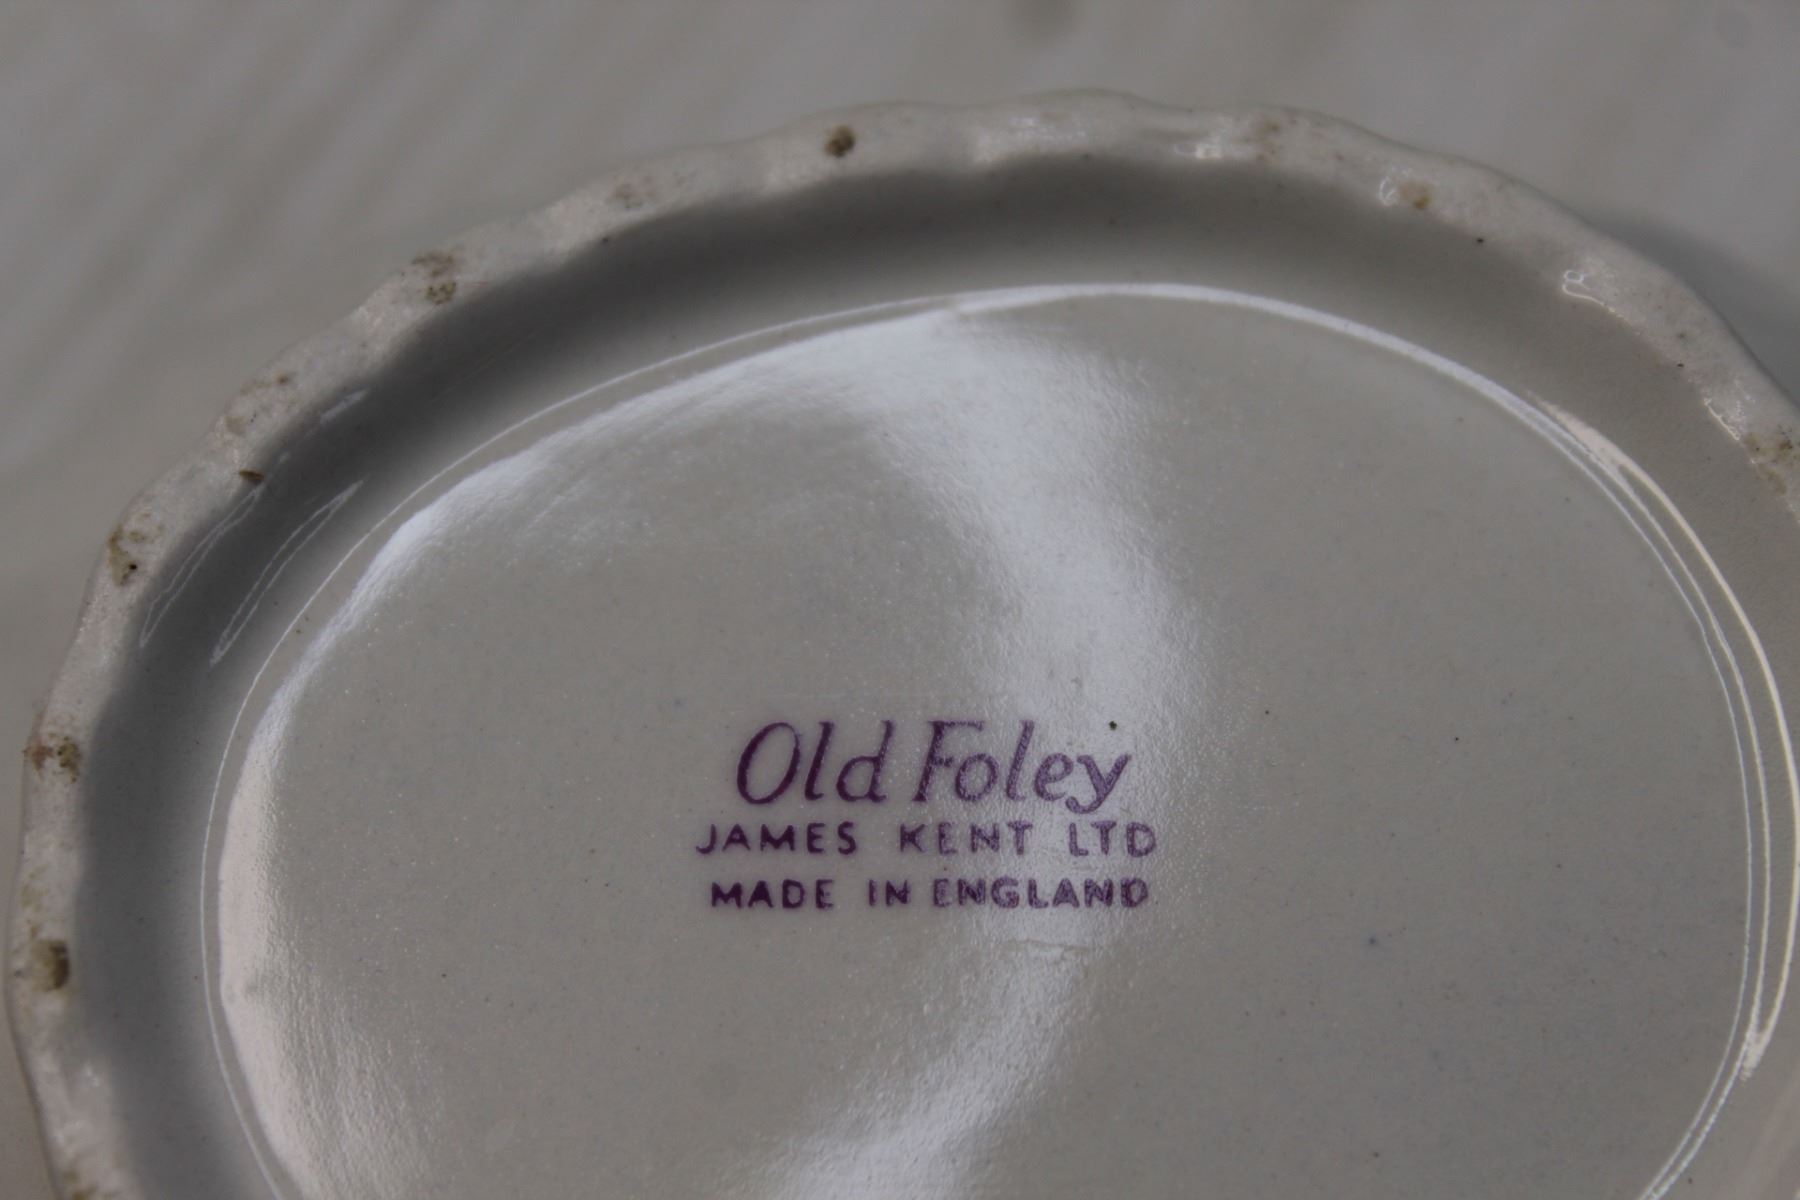 Old Foley
JAMES KENT LTD
MADE IN ENGLAND